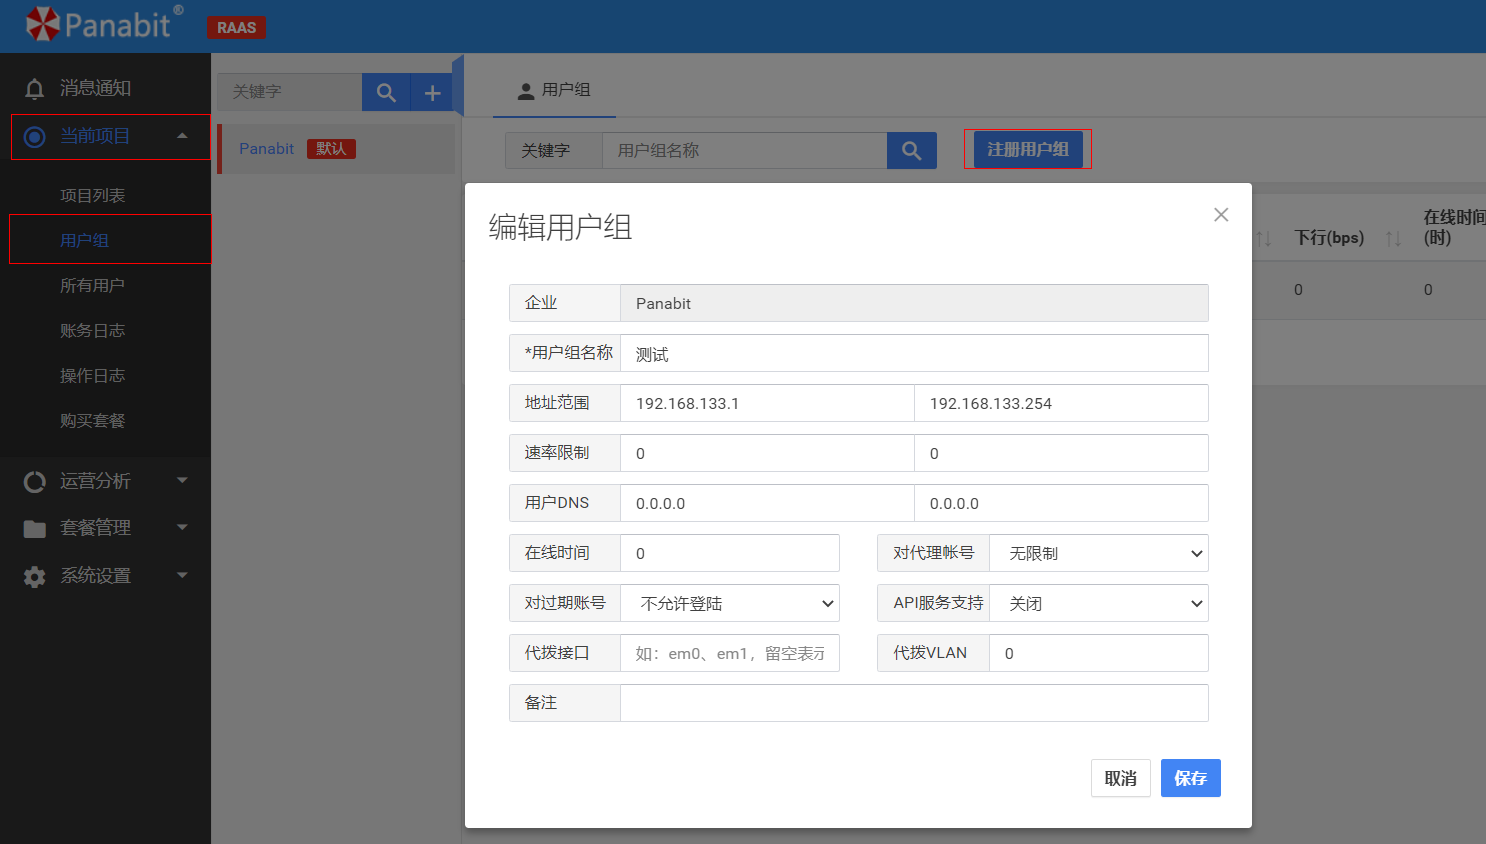 Panabit®
RAAS
消息通知
当前项目
项目列表
用户组
所有用户
账务日志
操作日志
购买套餐
运营分析
套餐管理
系统设置
关键字
Panabit 默认
用户组
关键字 用户组名称
注册用户组
下行(bps)
在线时间
(时)
0 0
编辑用户组
企业 Panabit
*用户组名称 测试
地址范围 192.168.133.1 192.168.133.254
速率限制 0 0
用户DNS 0.0.0.0 0.0.0.0
在线时间 0 对代理帐号 无限制
对过期账号 不允许登陆 API服务支持 关闭
代拨接口 如：em0、em1，留空表示 代拨VLAN 0
备注
取消 保存